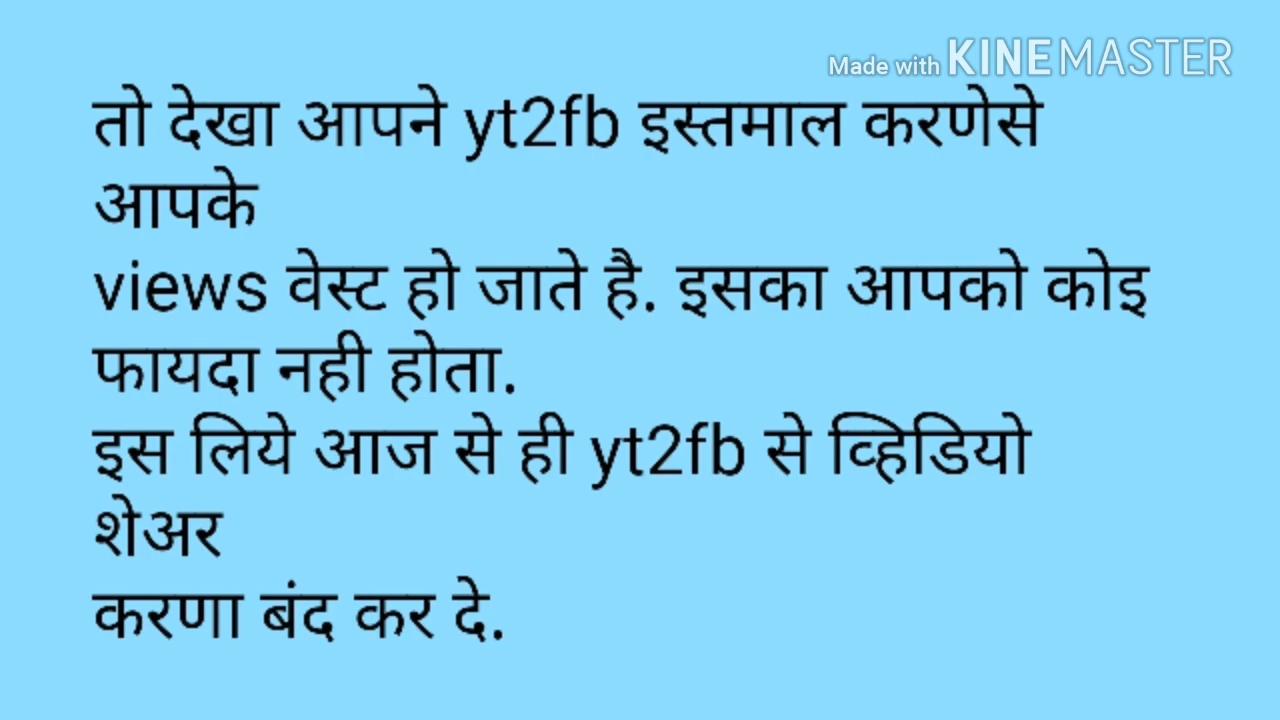 Made with KINEMASTER
तो देखा आपने yt2fb इस्तमाल करणेसे
आपके
views वेस्ट हो जाते है. इसका आपको कोइ
फायदा नही होता.
इस लिये आज से ही yt2fb से व्हिडियो
शेअर
करणा बंद कर दे.